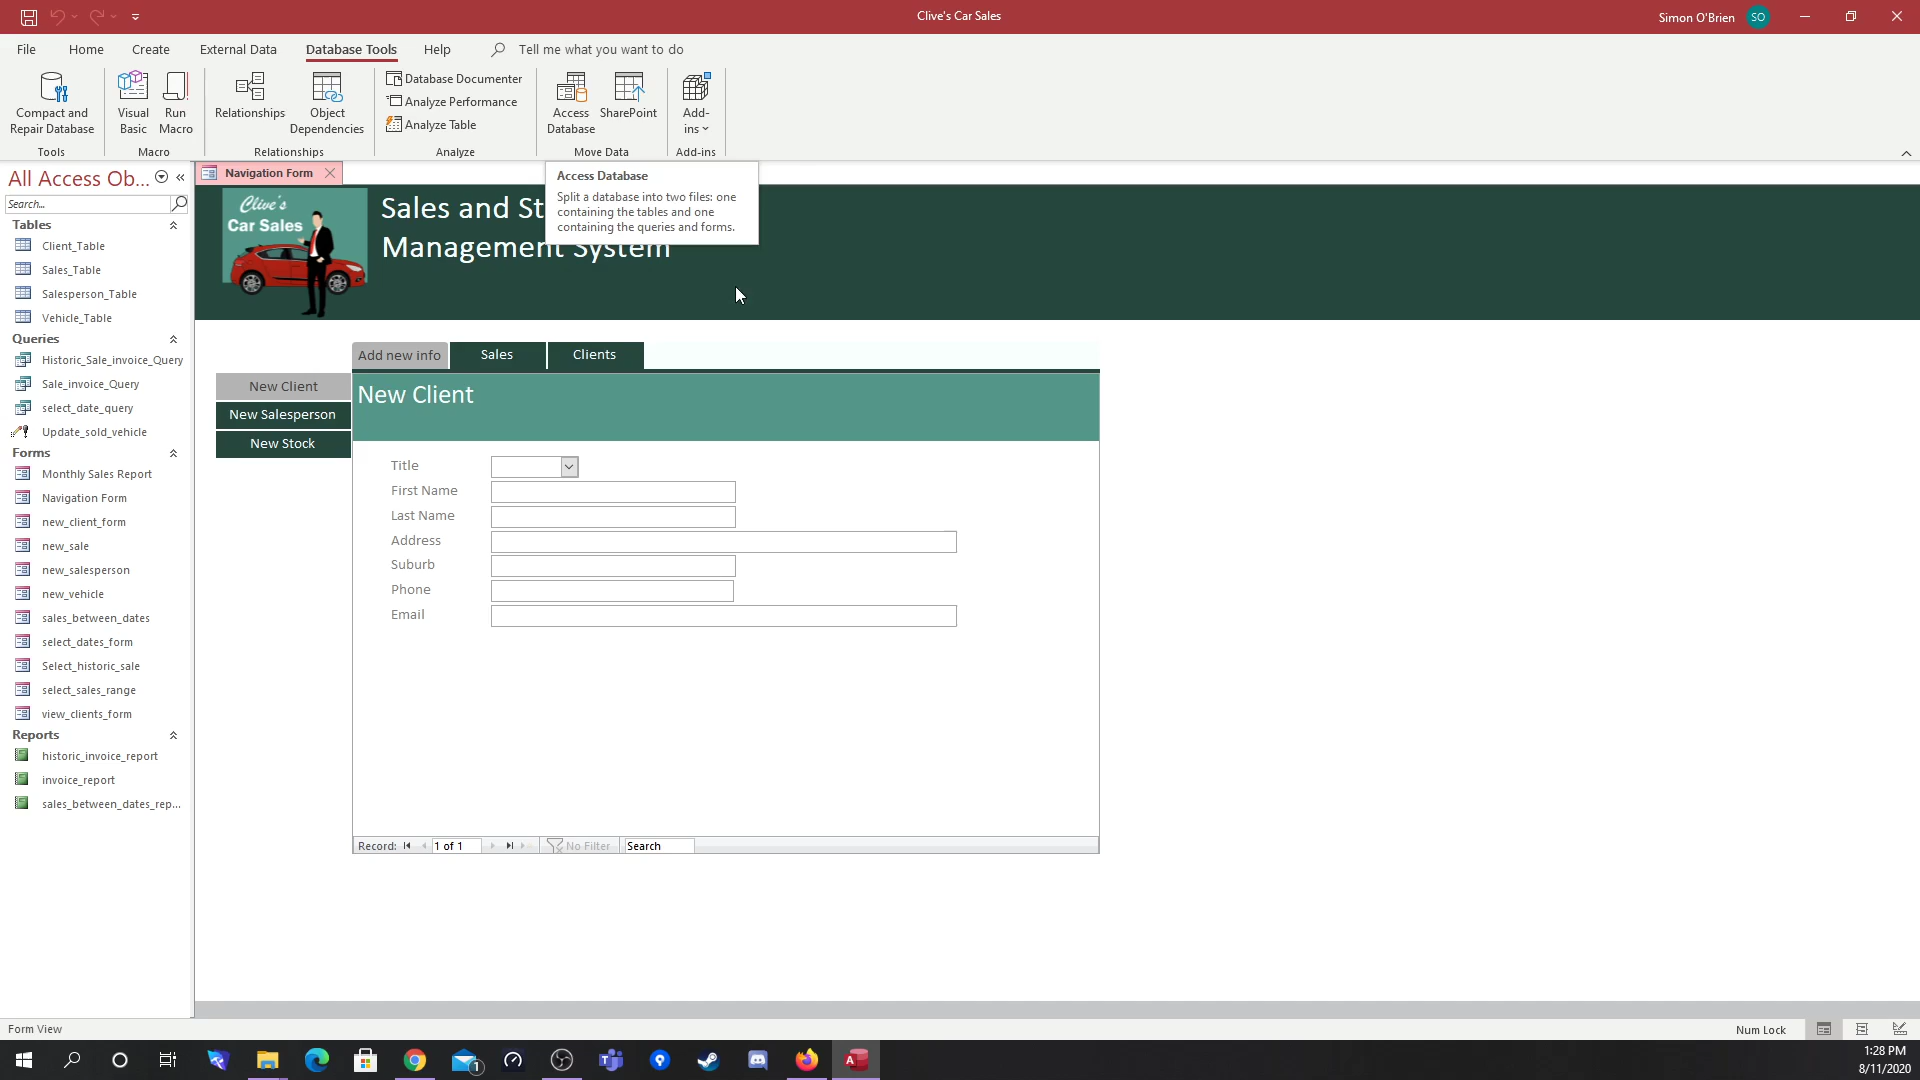 Clive's Car Sales
Simon O'Brien
SO
File
Home
Create
External Data
Database Tools
Help
Tell me what you want to do
Compact and
Repair Database
Visual
Basic
Run
Macro
Relationships
Object
Dependencies
Database Documenter
Analyze Performance
Analyze Table
Access
Database
SharePoint
Add-
ins
Tools
Macro
Relationships
Analyze
Move Data
Add-ins
All Access Ob...
Search...
Tables
Client_Table
Sales_Table
Salesperson_Table
Vehicle_Table
Queries
Historic_Sale_invoice_Query
Sale_invoice_Query
select_date_query
Update_sold_vehicle
Forms
Monthly Sales Report
Navigation Form
new_client_form
new_sale
new_salesperson
new_vehicle
sales_between_dates
select_dates_form
Select_historic_sale
select_sales_range
view_clients_form
Reports
historic_invoice_report
invoice_report
sales_between_dates_rep...
Navigation Form
Clive's
Car Sales
Sales and St
Management System
Access Database
Split a database into two files: one
containing the tables and one
containing the queries and forms.
Add new info
Sales
Clients
New Client
New Salesperson
New Stock
New Client
Title
First Name
Last Name
Address
Suburb
Phone
Email
Record:
1 of 1
No Filter
Search
Form View
Num Lock
1
A
1:28 PM
8/11/2020